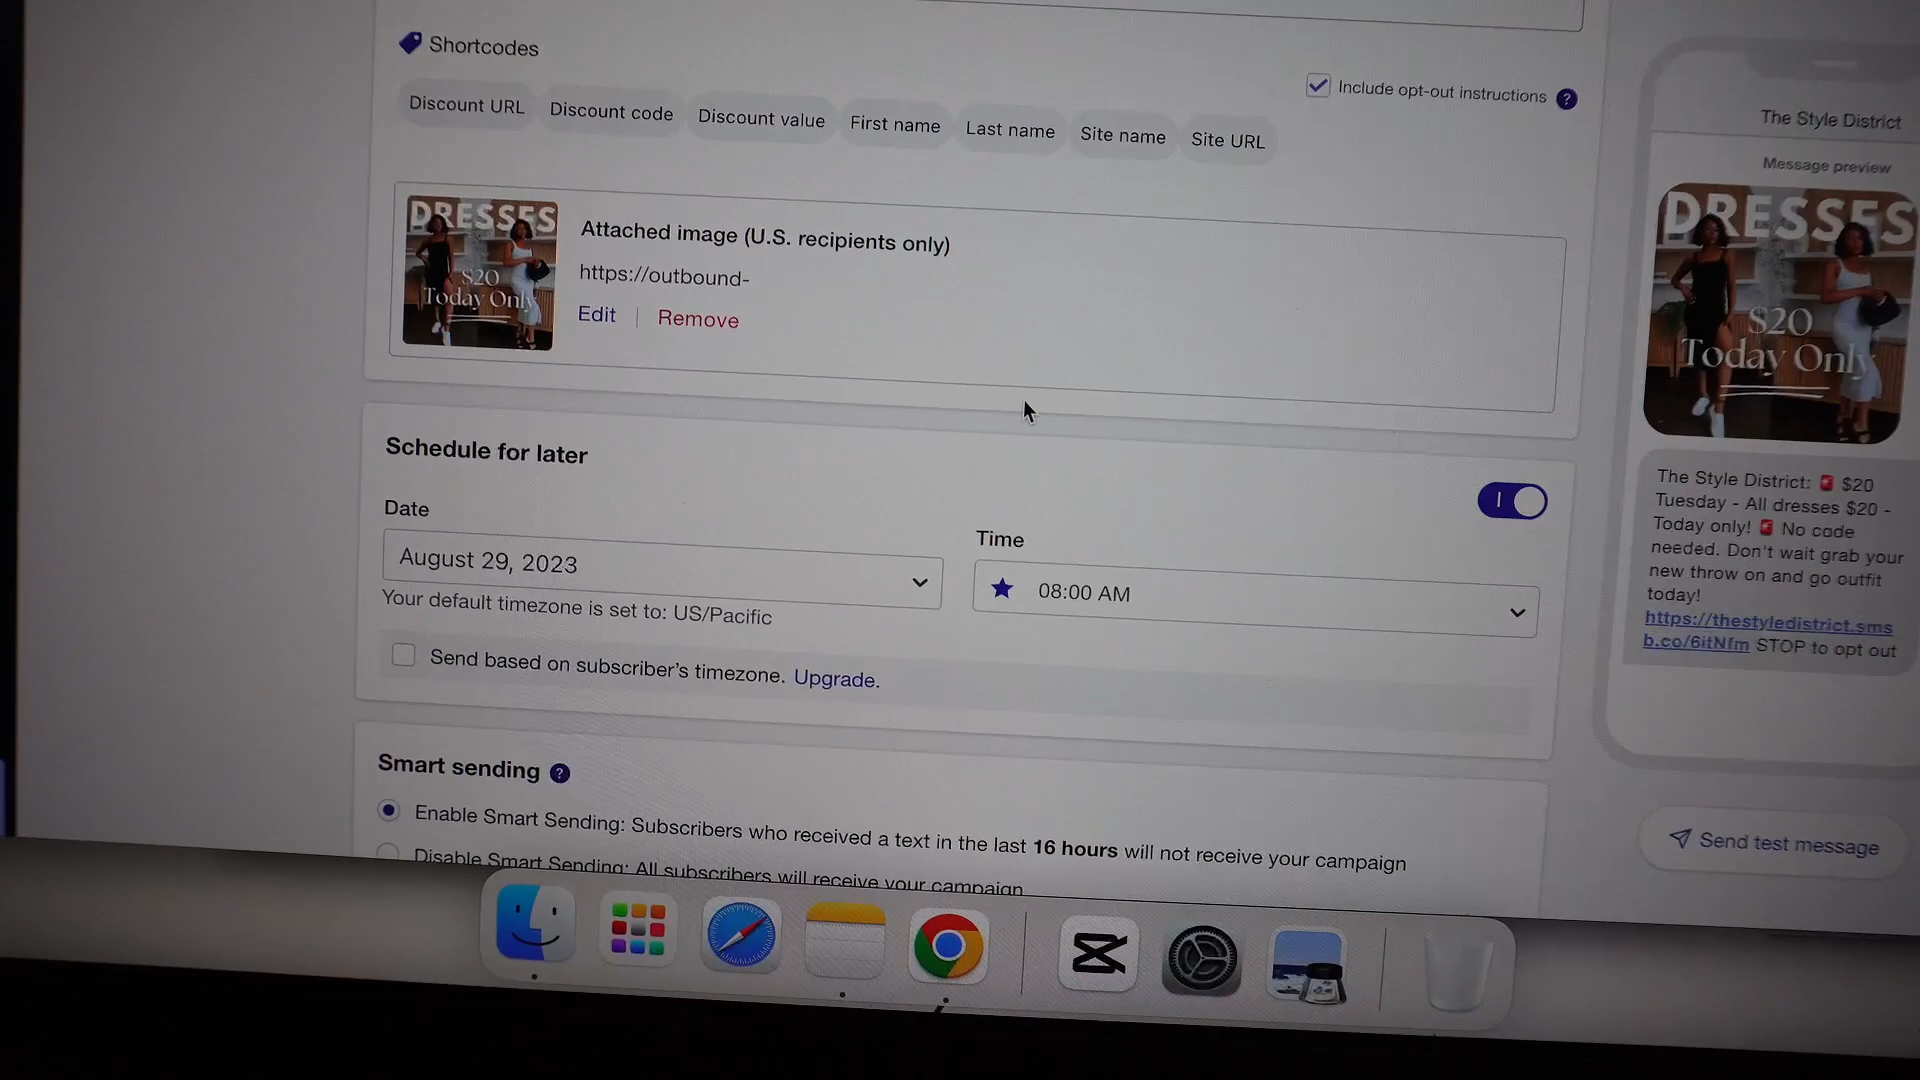 Shortcodes
Include opt-out instructions ?
Discount URL Discount code Discount value First name Last name Site name Site URL
DRESSES
$20
Today Only
Attached image (U.S. recipients only)
https://outbound-
Edit | Remove
Schedule for later
Date
August 29, 2023
Your default timezone is set to: US/Pacific
Time
08:00 AM
Send based on subscriber’s timezone. Upgrade.
Smart sending ?
Enable Smart Sending: Subscribers who received a text in the last 16 hours will not receive your campaign
Disable Smart Sending: All subscribers will receive your campaign
The Style District
Message preview
DRESSES
$20
Today Only
The Style District: 🚨 $20
Tuesday - All dresses $20 -
Today only! 🚨 No code
needed. Don't wait grab your
new throw on and go outfit
today!
https://thestyledistrict.sms
b.co/6itNfm STOP to opt out
Send test message